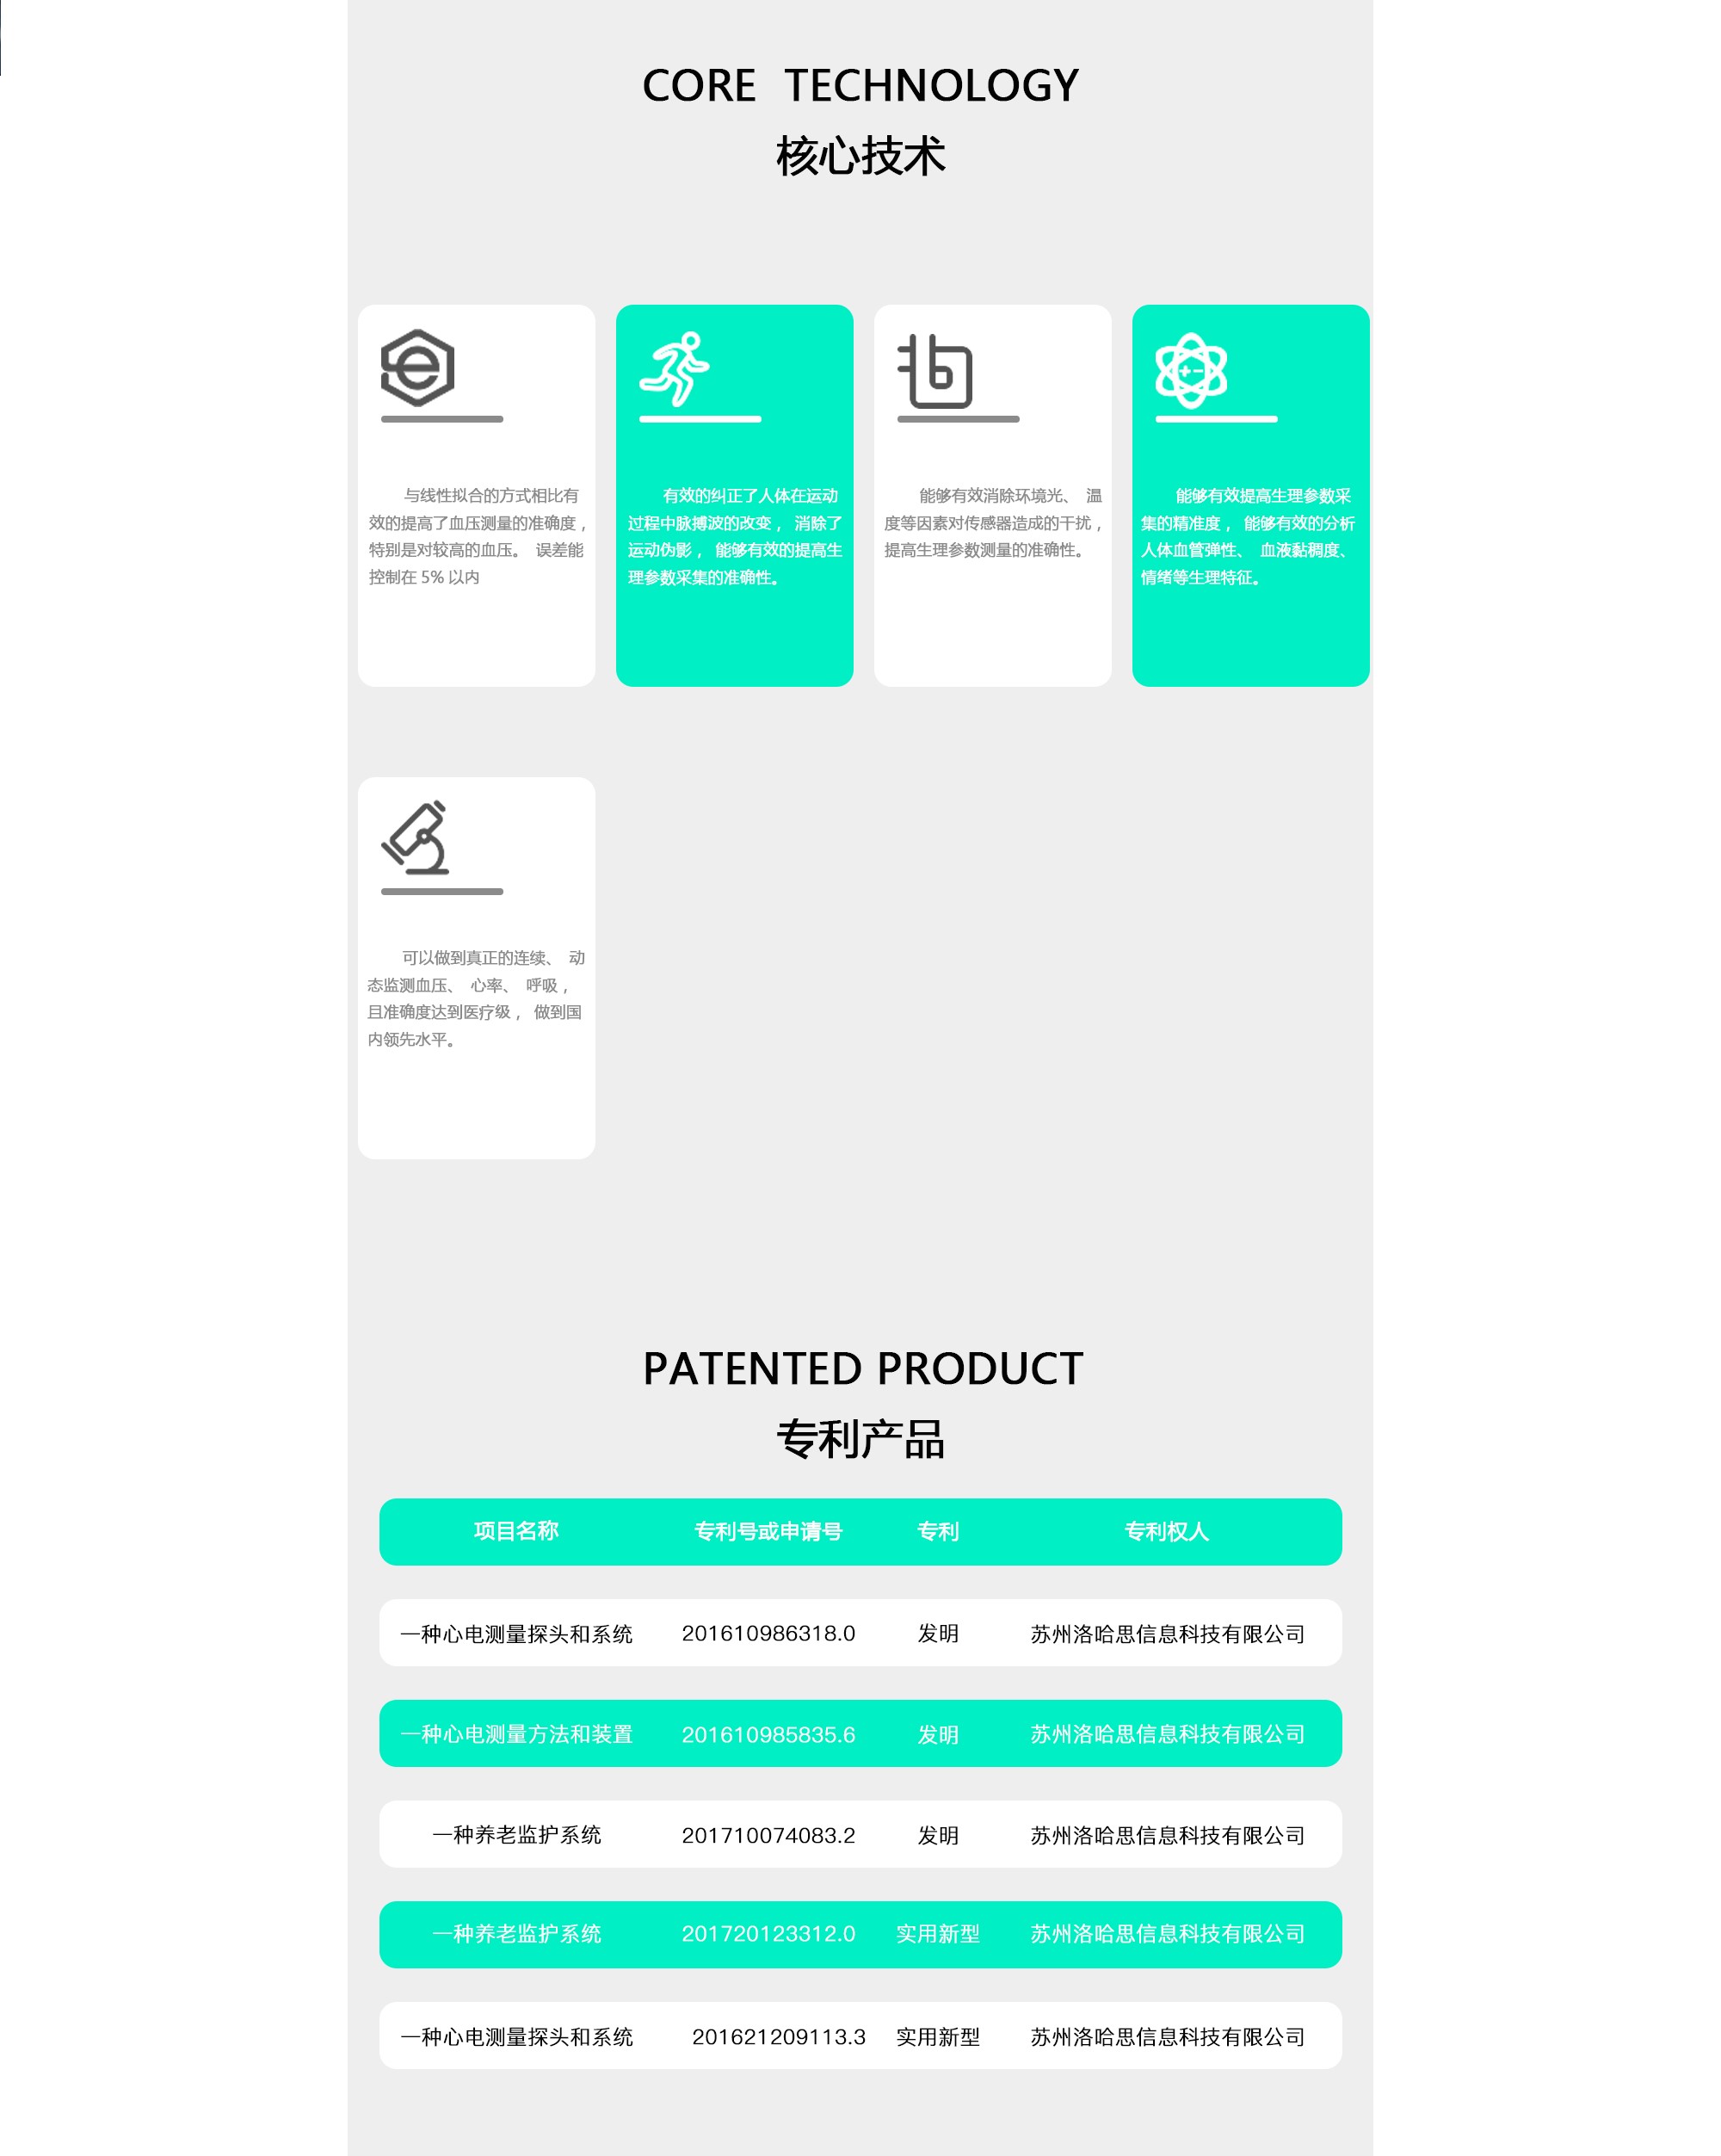 CORE TECHNOLOGY
核心技术
与线性拟合的方式相比有
效的提高了血压测量的准确度，
特别是对较高的血压。 误差能
控制在 5% 以内
有效的纠正了人体在运动
过程中脉搏波的改变， 消除了
运动伪影， 能够有效的提高生
理参数采集的准确性。
能够有效消除环境光、 温
度等因素对传感器造成的干扰，
提高生理参数测量的准确性。
能够有效提高生理参数采
集的精准度， 能够有效的分析
人体血管弹性、 血液黏稠度、
情绪等生理特征。
可以做到真正的连续、 动
态监测血压、 心率、 呼吸，
且准确度达到医疗级， 做到国
内领先水平。
PATENTED PRODUCT
专利产品
项目名称 专利号或申请号 专利 专利权人
一种心电测量探头和系统 201610986318.0 发明 苏州洛哈思信息科技有限公司
一种心电测量方法和装置 201610985835.6 发明 苏州洛哈思信息科技有限公司
一种养老监护系统 201710074083.2 发明 苏州洛哈思信息科技有限公司
一种养老监护系统 201720123312.0 实用新型 苏州洛哈思信息科技有限公司
一种心电测量探头和系统 201621209113.3 实用新型 苏州洛哈思信息科技有限公司